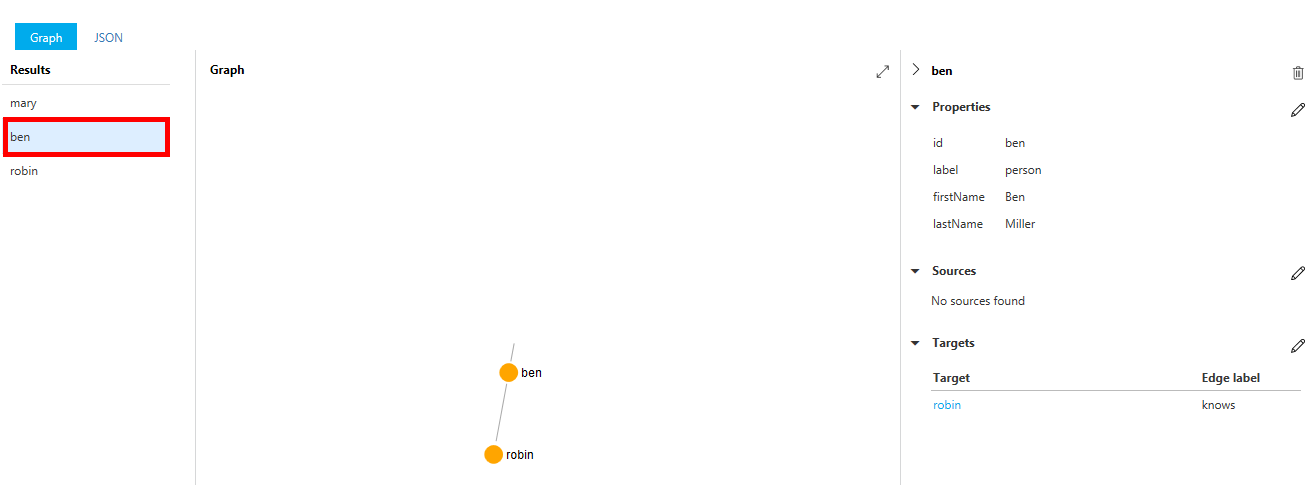 Graph JSON
Results
mary
ben
robin
Graph
ben
robin
ben
Properties
id ben
label person
firstName Ben
lastName Miller
Sources
No sources found
Targets
Target Edge label
robin knows